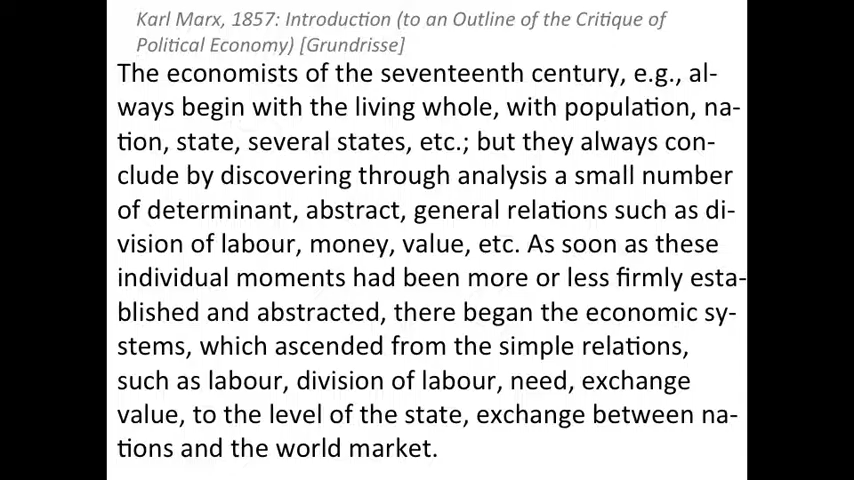 Karl Marx, 1857: Introduction (to an Outline of the Critique of
Political Economy) [Grundrisse]
The economists of the seventeenth century, e.g., al-
ways begin with the living whole, with population, na-
tion, state, several states, etc.; but they always con-
clude by discovering through analysis a small number
of determinant, abstract, general relations such as di-
vision of labour, money, value, etc. As soon as these
individual moments had been more or less firmly esta-
blished and abstracted, there began the economic sy-
stems, which ascended from the simple relations,
such as labour, division of labour, need, exchange
value, to the level of the state, exchange between na-
tions and the world market.